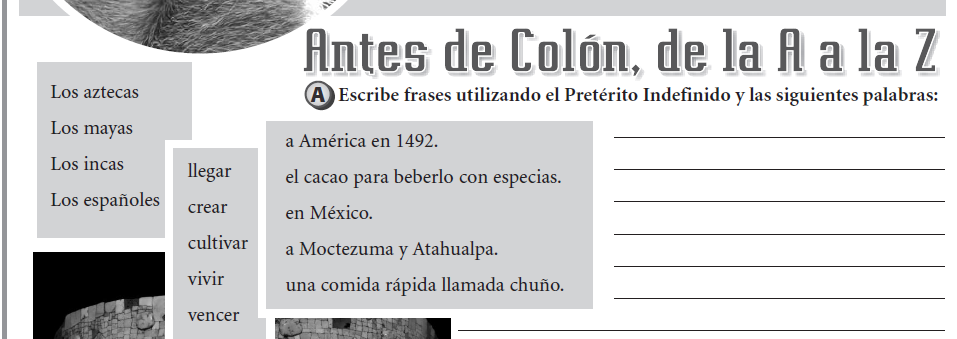 Antes de Colón, de la A a la Z
A Escribe frases utilizando el Pretérito Indefinido y las siguientes palabras:
Los aztecas
Los mayas
Los incas
Los españoles
llegar
crear
cultivar
vivir
vencer
a América en 1492.
el cacao para beberlo con especias.
en México.
a Moctezuma y Atahualpa.
una comida rápida llamada chuño.